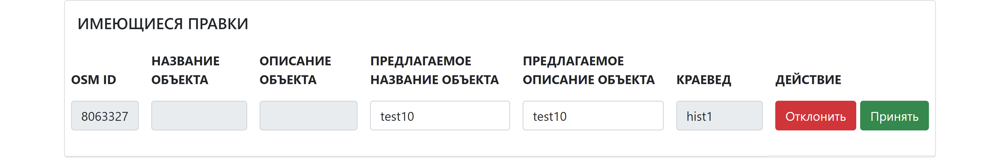 ИМЕЮЩИЕСЯ ПРАВКИ
OSM ID
НАЗВАНИЕ
ОБЪЕКТА
ОПИСАНИЕ
ОБЪЕКТА
ПРЕДЛАГАЕМОЕ
НАЗВАНИЕ ОБЪЕКТА
ПРЕДЛАГАЕМОЕ
ОПИСАНИЕ ОБЪЕКТА
КРАЕВЕД
ДЕЙСТВИЕ
8063327
test10
test10
hist1
Отклонить
Принять